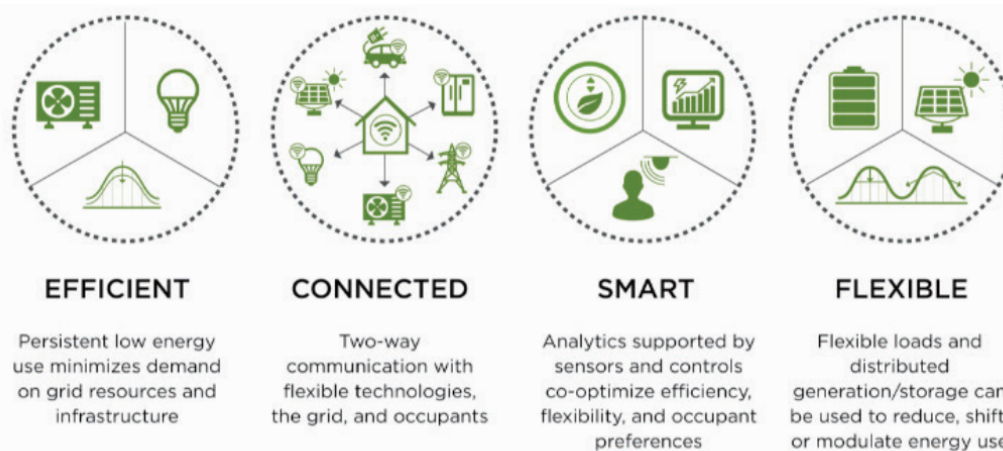 EFFICIENT
Persistent low energy
use minimizes demand
on grid resources and
infrastructure
CONNECTED
Two-way
communication with
flexible technologies,
the grid, and occupants
SMART
Analytics supported by
sensors and controls
co-optimize efficiency,
flexibility, and occupant
preferences
FLEXIBLE
Flexible loads and
distributed
generation/storage can
be used to reduce, shift
or modulate energy use